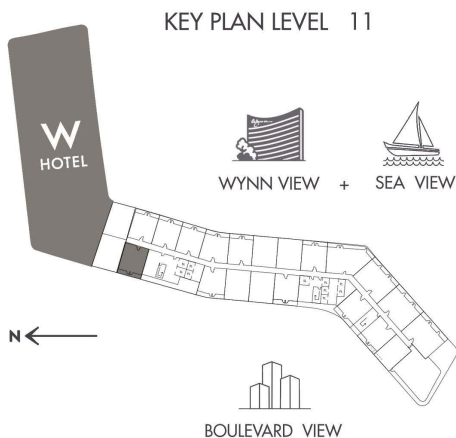 KEY PLAN LEVEL 11
W
HOTEL
WYNN VIEW + SEA VIEW
N
BOULEVARD VIEW